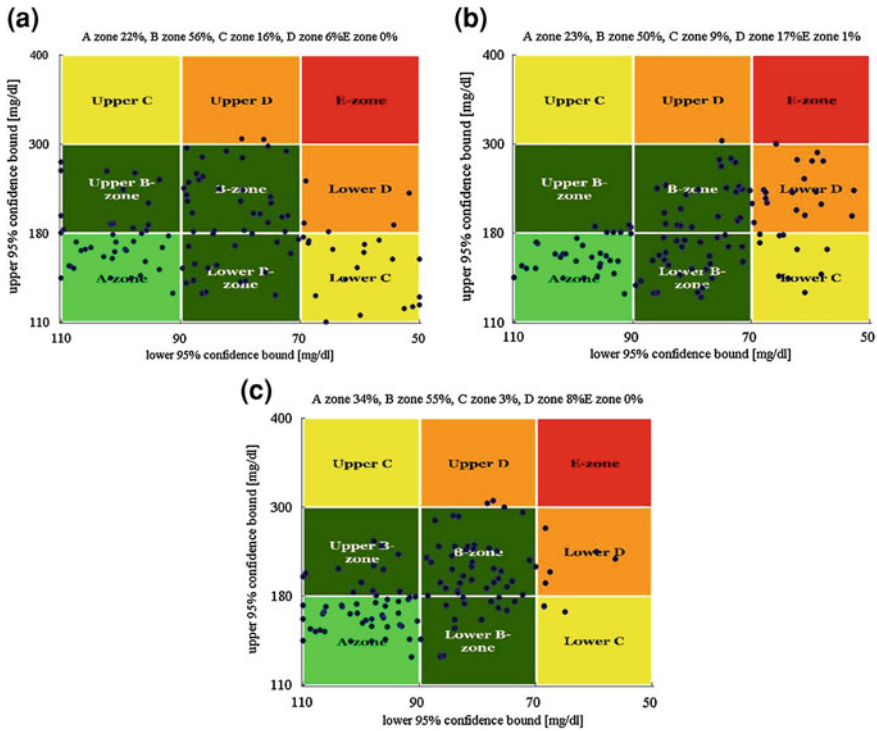 (a)
A zone 22%, B zone 56%, C zone 16%, D zone 6%E zone 0%
400
300
180
110
upper 95% confidence bound [mg/dl]
Upper C
Upper D
E-zone
Upper B-
zone
B-zone
Lower D
A-zone
Lower B-
zone
Lower C
110
90
70
50
lower 95% confidence bound [mg/dl]
(b)
A zone 23%, B zone 50%, C zone 9%, D zone 17%E zone 1%
400
300
180
110
upper 95% confidence bound [mg/dl]
Upper C
Upper D
E-zone
Upper B-
zone
B-zone
Lower D
A-zone
Lower B-
zone
Lower C
110
90
70
50
lower 95% confidence bound [mg/dl]
(c)
A zone 34%, B zone 55%, C zone 3%, D zone 8%E zone 0%
400
300
180
110
upper 95% confidence bound [mg/dl]
Upper C
Upper D
E-zone
Upper B-
zone
B-zone
Lower D
A-zone
Lower B-
zone
Lower C
110
90
70
50
lower 95% confidence bound [mg/dl]